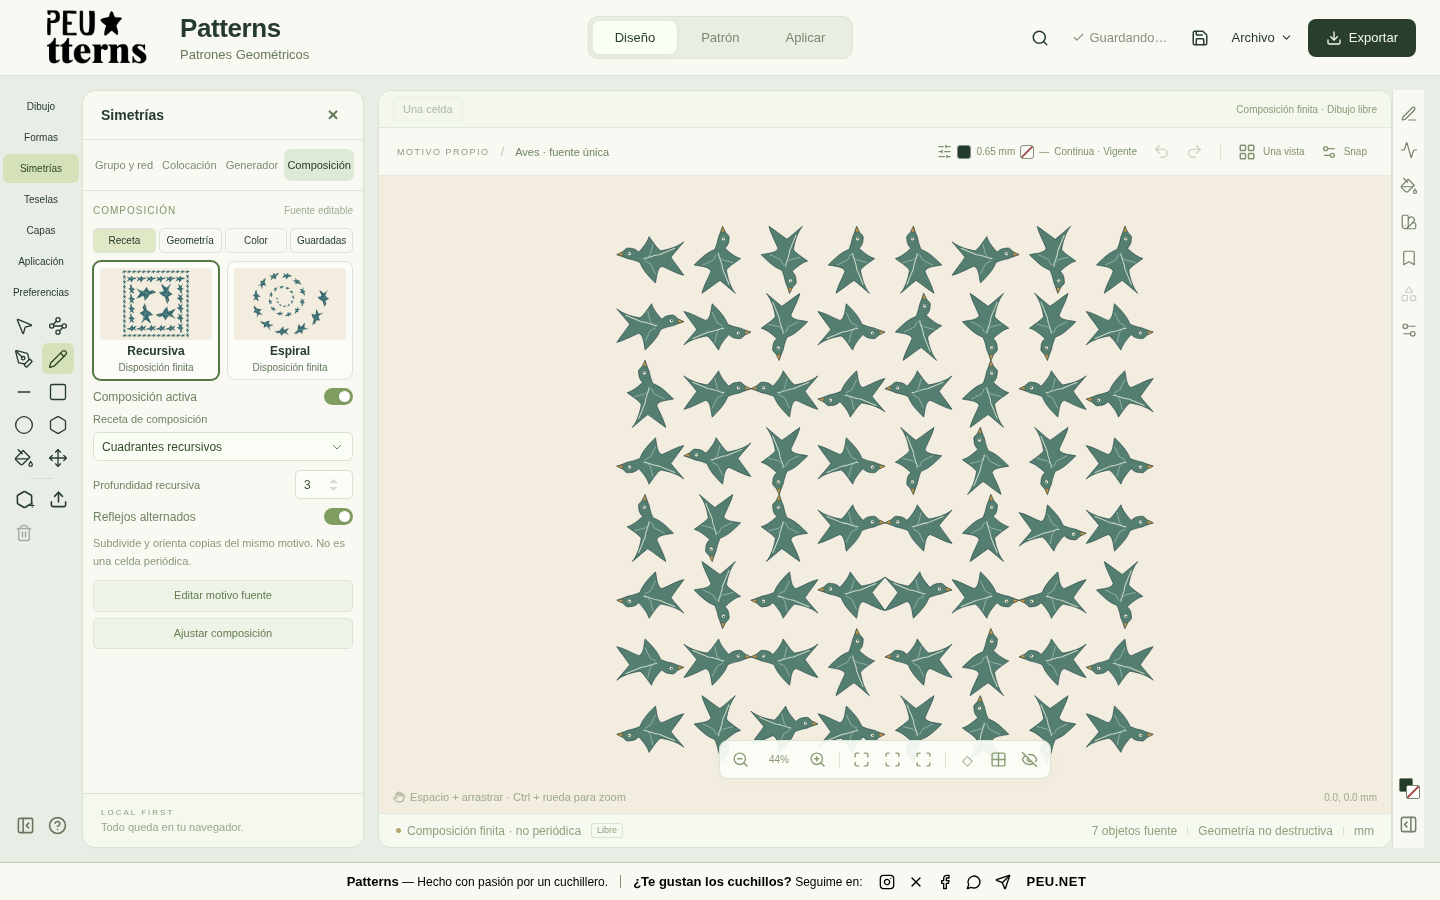 PEU
tterns
Patterns
Patrones Geométricos
Diseño
Patrón
Aplicar
Guardando…
Archivo
Exportar
Dibujo
Formas
Simetrías
Teselas
Capas
Aplicación
Preferencias
Simetrías
Grupo y red
Colocación
Generador
Composición
COMPOSICIÓN
Fuente editable
Receta
Geometría
Color
Guardadas
Recursiva
Disposición finita
Espiral
Disposición finita
Composición activa
Receta de composición
Cuadrantes recursivos
Profundidad recursiva
3
Reflejos alternados
Subdivide y orienta copias del mismo motivo. No es
una celda periódica.
Editar motivo fuente
Ajustar composición
LOCAL FIRST
Todo queda en tu navegador.
Una celda
Composición finita · Dibujo libre
MOTIVO PROPIO / Aves · fuente única
0.65 mm
— Continua · Vigente
Una vista
Snap
44%
Espacio + arrastrar · Ctrl + rueda para zoom
0.0, 0.0 mm
Composición finita · no periódica
Libre
7 objetos fuente
Geometría no destructiva
mm
Patterns — Hecho con pasión por un cuchillero.
¿Te gustan los cuchillos? Seguime en:
PEU.NET